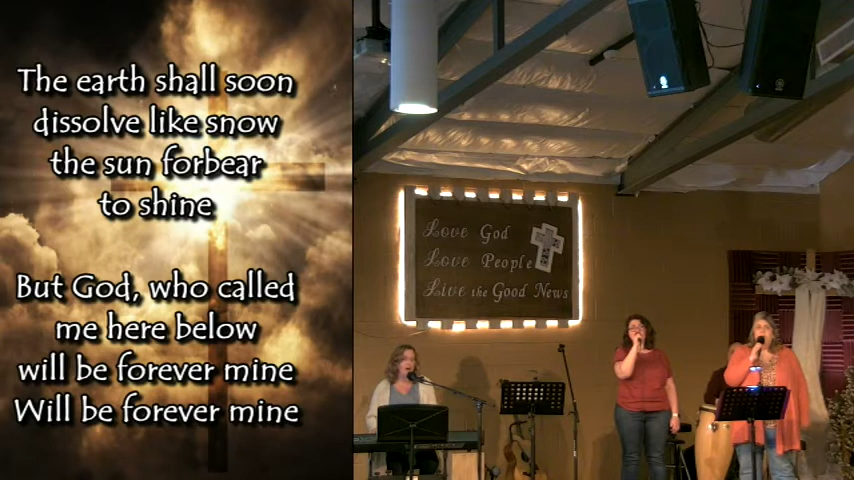 The earth shall soon
dissolve like snow
the sun forbear
to shine
But God, who called
me here below
will be forever mine
Will be forever mine
Love God
Love People
Live the Good News